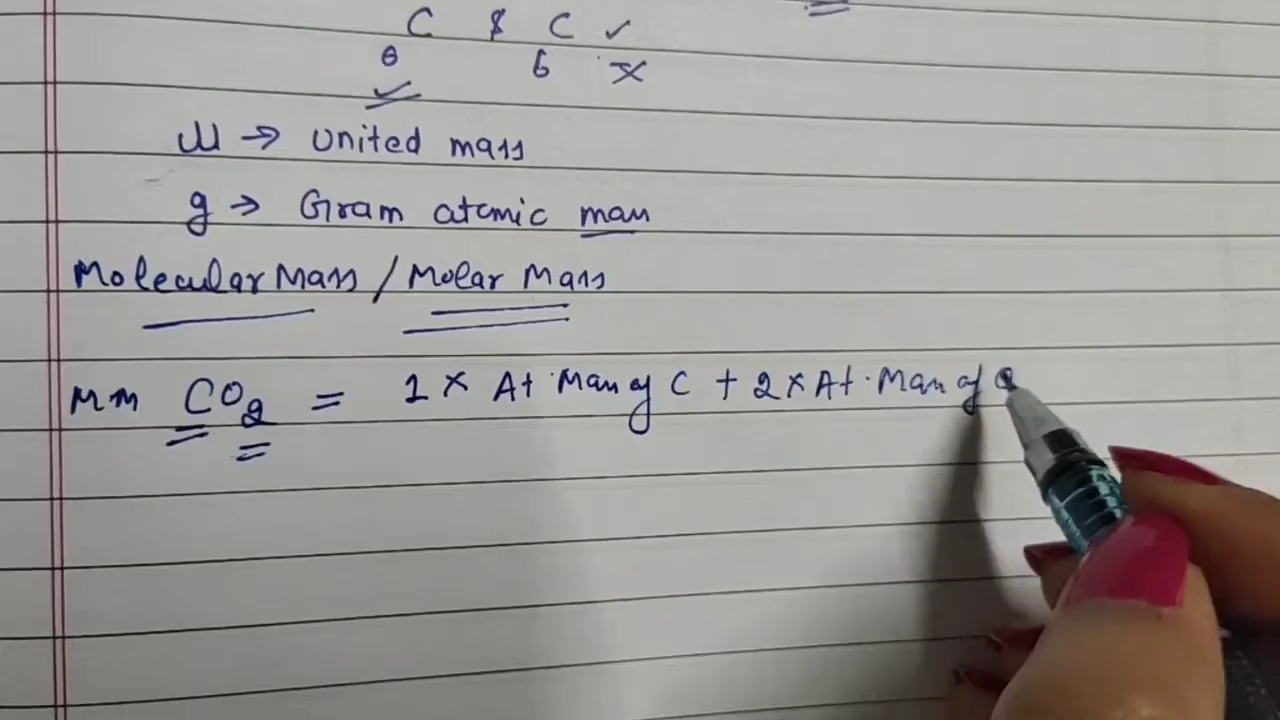 C & C ✓
6 6 ✗
u → United mass
g → Gram atomic mass
Molecular Mass / Molar Mass
MM CO2 = 1 × At. Mass of C + 2 × At. Mass of O